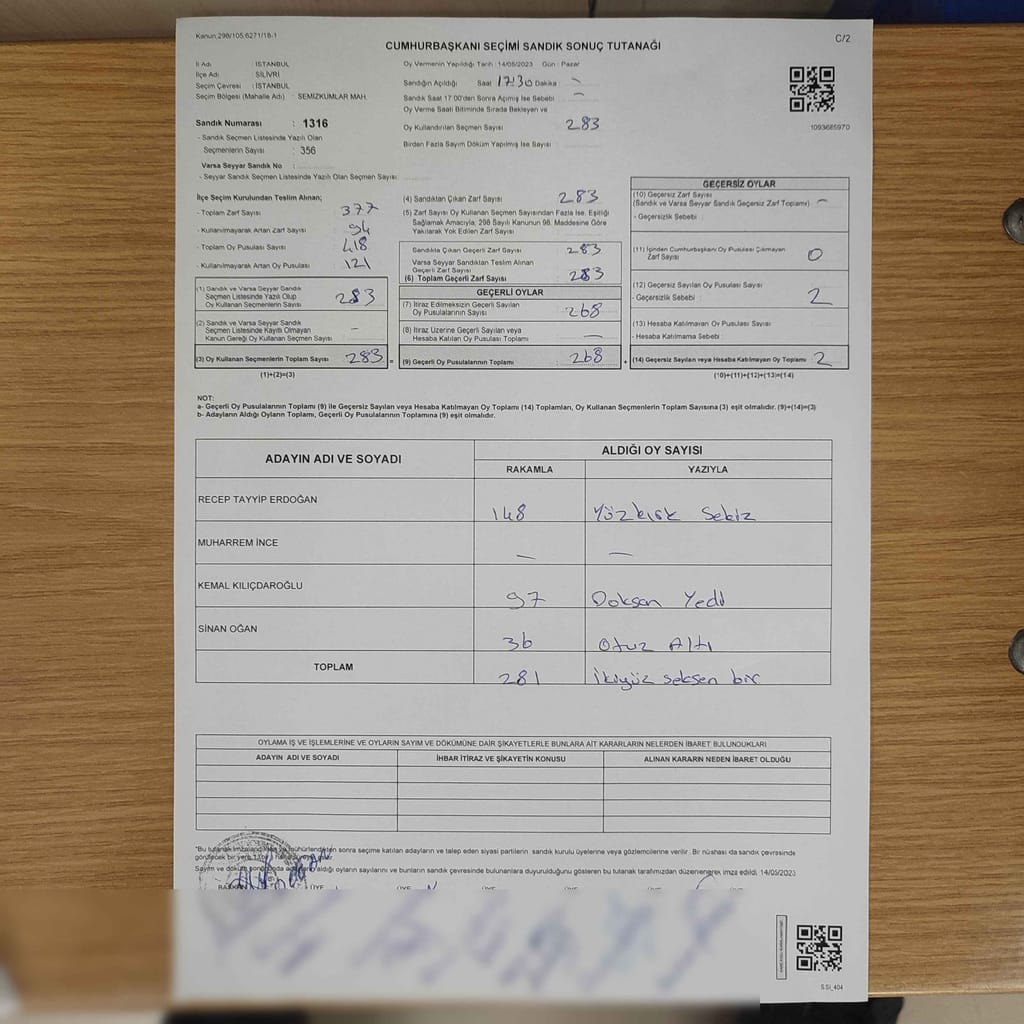 Kanun,298/105,6271/18-1
C/2
CUMHURBAŞKANI SEÇİMİ SANDIK SONUÇ TUTANAĞI
İl Adı : İSTANBUL
İlçe Adı : SİLİVRİ
Seçim Çevresi : İSTANBUL
Seçim Bölgesi (Mahalle Adı) : SEMİZKUMLAR MAH.
Sandık Numarası : 1316
- Sandık Seçmen Listesinde Yazılı Olan
Seçmenlerin Sayısı : 356
Varsa Seyyar Sandık No :
- Seyyar Sandık Seçmen Listesinde Yazılı Olan Seçmen Sayısı:
Oy Vermenin Yapıldığı Tarih : 14/05/2023 Gün : Pazar
Sandığın Açıldığı Saat 17:30 Dakika : -
Sandık Saat 17:00'den Sonra Açılmış İse Sebebi : -
Oy Verme Saati Bitiminde Sırada Bekleyen ve
Oy Kullandırılan Seçmen Sayısı : 283
Birden Fazla Sayım Döküm Yapılmış İse Sayısı :
1093685970
İlçe Seçim Kurulundan Teslim Alınan;
- Toplam Zarf Sayısı : 377
- Kullanılmayarak Artan Zarf Sayısı : 94
- Toplam Oy Pusulası Sayısı : 418
- Kullanılmayarak Artan Oy Pusulası : 121
(1) Sandık ve Varsa Seyyar Sandık
Seçmen Listesinde Yazılı Olup
Oy Kullanan Seçmenlerin Sayısı : 283
(2) Sandık ve Varsa Seyyar Sandık
Seçmen Listesinde Kayıtlı Olmayan
Kanun Gereği Oy Kullanan Seçmen Sayısı : -
(3) Oy Kullanan Seçmenlerin Toplam Sayısı : 283 =
(1)+(2)=(3)
(4) Sandıktan Çıkan Zarf Sayısı : 283
(5) Zarf Sayısı Oy Kullanan Seçmen Sayısından Fazla İse, Eşitliği
Sağlamak Amacıyla; 298 Sayılı Kanunun 98. Maddesine Göre
Yakılarak Yok Edilen Zarf Sayısı :
Sandıkta Çıkan Geçerli Zarf Sayısı : 283
Varsa Seyyar Sandıktan Teslim Alınan
Geçerli Zarf Sayısı :
(6) Toplam Geçerli Zarf Sayısı : 283
GEÇERLİ OYLAR
(7) İtiraz Edilmeksizin Geçerli Sayılan
Oy Pusulalarının Sayısı : 268
(8) İtiraz Üzerine Geçerli Sayılan veya
Hesaba Katılan Oy Pusulası Toplamı : -
(9) Geçerli Oy Pusulalarının Toplamı : 268 +
GEÇERSİZ OYLAR
(10) Geçersiz Zarf Sayısı
(Sandık ve Varsa Seyyar Sandık Geçersiz Zarf Toplamı) : -
- Geçersizlik Sebebi :
(11) İçinden Cumhurbaşkanı Oy Pusulası Çıkmayan
Zarf Sayısı : 0
(12) Geçersiz Sayılan Oy Pusulası Sayısı :
- Geçersizlik Sebebi : 2
(13) Hesaba Katılmayan Oy Pusulası Sayısı :
- Hesaba Katılmama Sebebi :
(14) Geçersiz Sayılan veya Hesaba Katılmayan Oy Toplamı : 2
(10)+(11)+(12)+(13)=(14)
NOT:
a- Geçerli Oy Pusulalarının Toplamı (9) ile Geçersiz Sayılan veya Hesaba Katılmayan Oy Toplamı (14) Toplamları, Oy Kullanan Seçmenlerin Toplam Sayısına (3) eşit olmalıdır. (9)+(14)=(3)
b- Adayların Aldığı Oyların Toplamı, Geçerli Oy Pusulalarının Toplamına (9) eşit olmalıdır.
ADAYIN ADI VE SOYADI
ALDIĞI OY SAYISI
RAKAMLA YAZIYLA
RECEP TAYYİP ERDOĞAN 148 Yüzkırk Sekiz
MUHARREM İNCE - -
KEMAL KILIÇDAROĞLU 97 Doksan Yedi
SİNAN OĞAN 36 Otuz Altı
TOPLAM 281 İkiyüz seksen bir
OYLAMA İŞ VE İŞLEMLERİNE VE OYLARIN SAYIM VE DÖKÜMÜNE DAİR ŞİKAYETLERLE BUNLARA AİT KARARLARIN NELERDEN İBARET BULUNDUKLARI
ADAYIN ADI VE SOYADI İHBAR İTİRAZ VE ŞİKAYETİN KONUSU ALINAN KARARIN NEDEN İBARET OLDUĞU
sonra seçime katılan adayların ve talep eden siyasi partilerin, sandık kurulu üyelerine veya gözlemcilerine verilir. Bir nüshası da sandık çevresinde
aldığı oyların sayılarını ve bunların sandık çevresinde bulunanlara duyurulduğunu gösteren bu tutanak tarafımızdan düzenlenerek imza edildi. 14/05/2023
BAŞKAN ÜYE ÜYE ÜYE ÜYE ÜYE